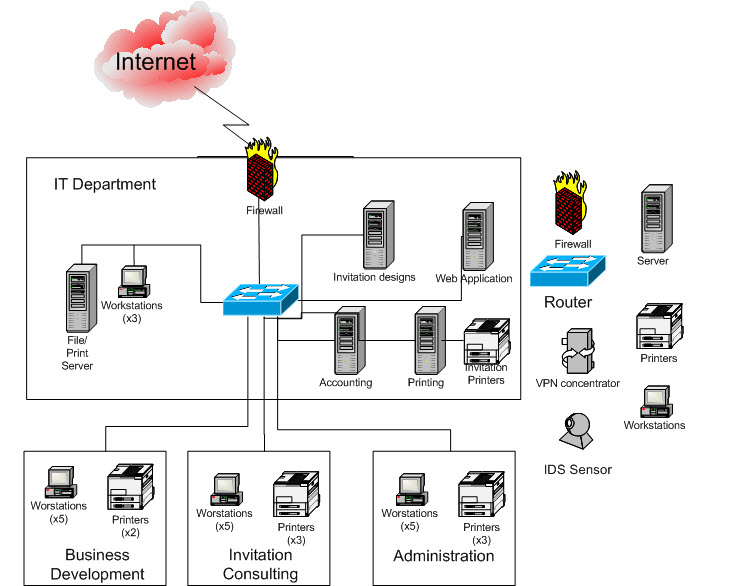 Internet
IT Department
Firewall
Invitation designs
Web Application
Workstations
(x3)
File/
Print
Server
Accounting
Printing
Invitation
Printers
Firewall
Server
Router
Printers
VPN concentrator
Workstations
IDS Sensor
Worstations
(x5)
Printers
(x2)
Business
Development
Worstations
(x5)
Printers
(x3)
Invitation
Consulting
Worstations
(x5)
Printers
(x3)
Administration